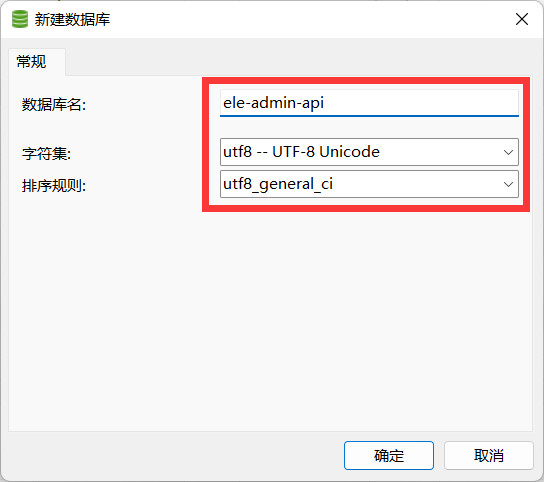 新建数据库
常规
数据库名: ele-admin-api
字符集: utf8 -- UTF-8 Unicode
排序规则: utf8_general_ci
确定 取消